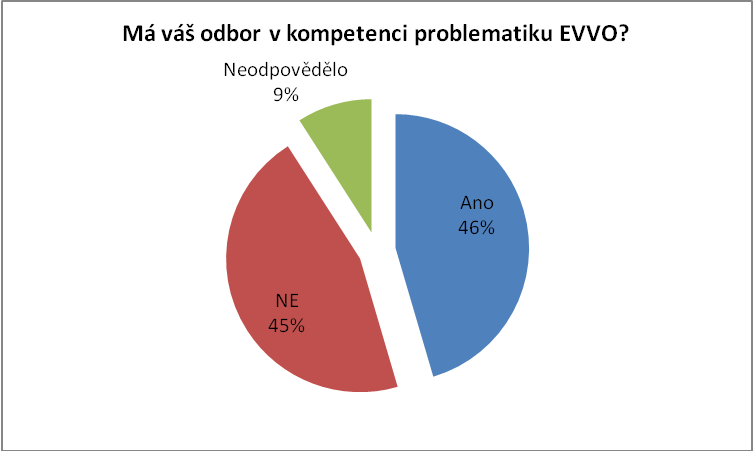 Má váš odbor v kompetenci problematiku EVVO?
Neodpovědělo
9%
Ano
46%
NE
45%